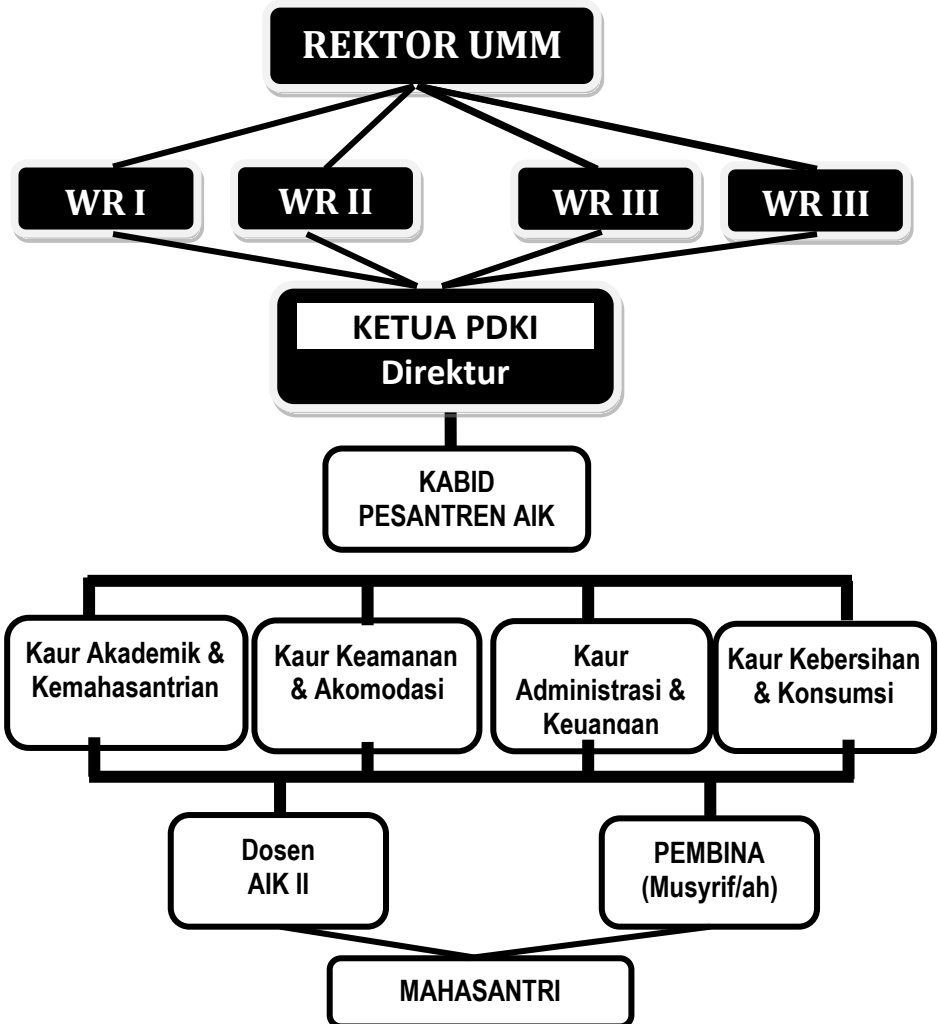 REKTOR UMM
WR I
WR II
WR III
WR III
KETUA PDKI
Direktur
KABID
PESANTREN AIK
Kaur Akademik &
Kemahasantrian
Kaur Keamanan
& Akomodasi
Kaur
Administrasi &
Keuangan
Kaur Kebersihan
& Konsumsi
Dosen
AIK II
PEMBINA
(Musyrif/ah)
MAHASANTRI